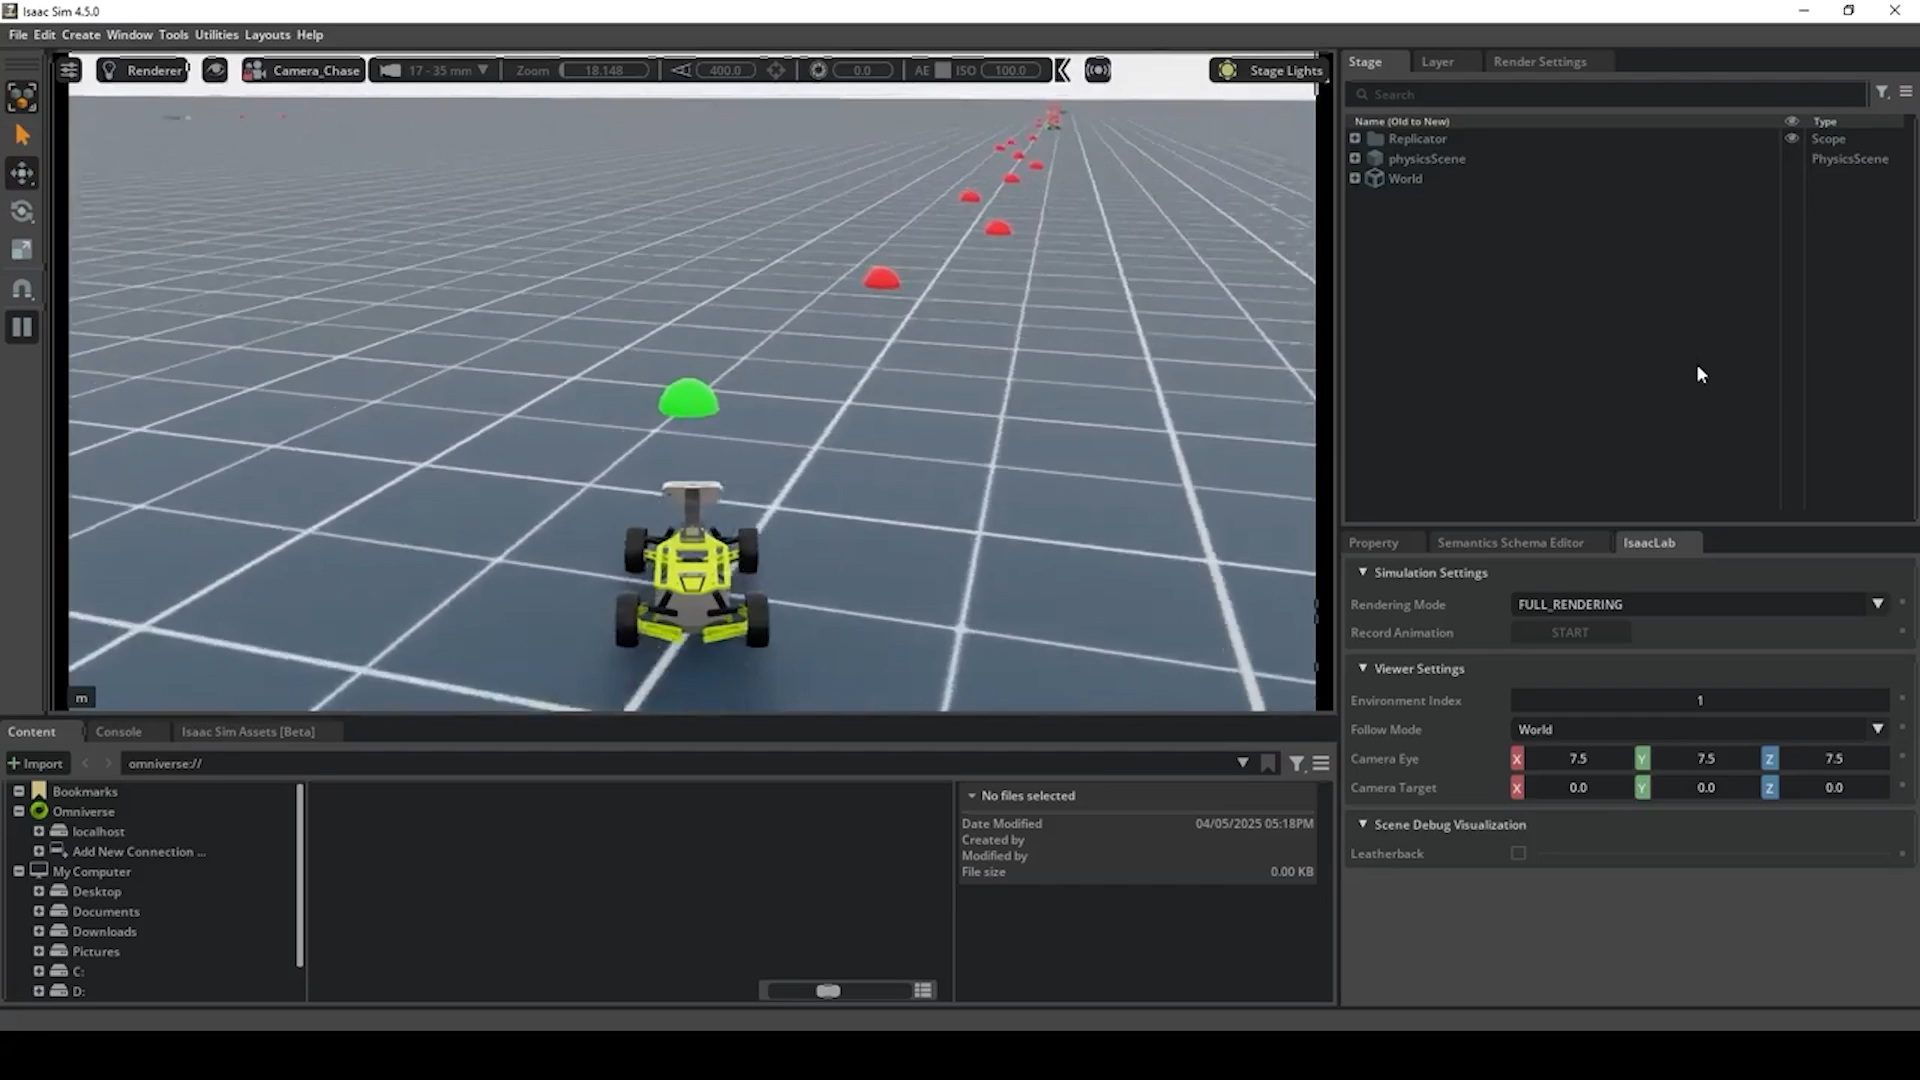 Isaac Sim 4.5.0
File Edit Create Window Tools Utilities Layouts Help
Renderer Camera_Chase 17 - 35 mm Zoom 18.148 400.0 0.0 AE ISO 100.0 Stage Lights
m
Stage Layer Render Settings
Search
Name (Old to New) Type
Replicator Scope
physicsScene PhysicsScene
World
Property Semantics Schema Editor IsaacLab
Simulation Settings
Rendering Mode FULL_RENDERING
Record Animation START
Viewer Settings
Environment Index 1
Follow Mode World
Camera Eye X 7.5 Y 7.5 Z 7.5
Camera Target X 0.0 Y 0.0 Z 0.0
Scene Debug Visualization
Leatherback
Content Console Isaac Sim Assets [Beta]
+ Import omniverse://
Bookmarks
Omniverse
localhost
Add New Connection ...
My Computer
Desktop
Documents
Downloads
Pictures
C:
D:
No files selected
Date Modified 04/05/2025 05:18PM
Created by
Modified by
File size 0.00 KB